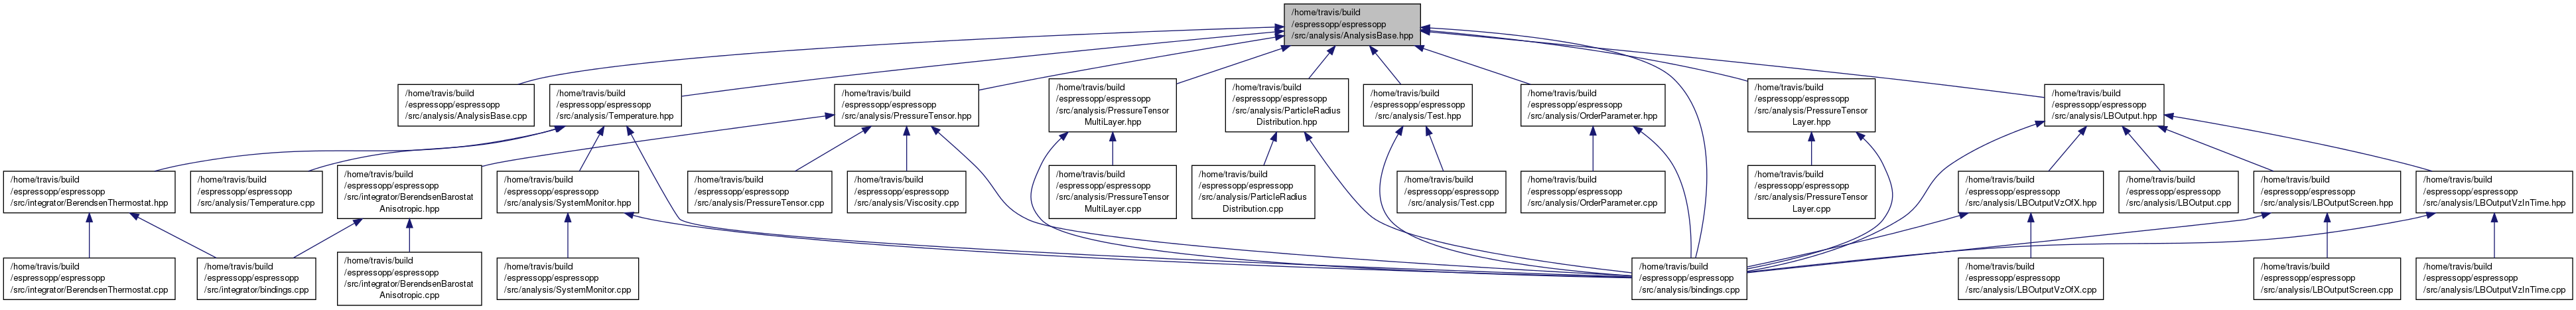 /home/travis/build
/espressopp/espressopp
/src/analysis/AnalysisBase.hpp
/home/travis/build
/espressopp/espressopp
/src/analysis/AnalysisBase.cpp
/home/travis/build
/espressopp/espressopp
/src/analysis/Temperature.hpp
/home/travis/build
/espressopp/espressopp
/src/analysis/PressureTensor.hpp
/home/travis/build
/espressopp/espressopp
/src/analysis/PressureTensor
MultiLayer.hpp
/home/travis/build
/espressopp/espressopp
/src/analysis/ParticleRadius
Distribution.hpp
/home/travis/build
/espressopp/espressopp
/src/analysis/Test.hpp
/home/travis/build
/espressopp/espressopp
/src/analysis/OrderParameter.hpp
/home/travis/build
/espressopp/espressopp
/src/analysis/PressureTensor
Layer.hpp
/home/travis/build
/espressopp/espressopp
/src/analysis/LBOutput.hpp
/home/travis/build
/espressopp/espressopp
/src/integrator/BerendsenThermostat.hpp
/home/travis/build
/espressopp/espressopp
/src/analysis/Temperature.cpp
/home/travis/build
/espressopp/espressopp
/src/integrator/BerendsenBarostat
Anisotropic.hpp
/home/travis/build
/espressopp/espressopp
/src/analysis/SystemMonitor.hpp
/home/travis/build
/espressopp/espressopp
/src/analysis/PressureTensor.cpp
/home/travis/build
/espressopp/espressopp
/src/analysis/Viscosity.cpp
/home/travis/build
/espressopp/espressopp
/src/analysis/PressureTensor
MultiLayer.cpp
/home/travis/build
/espressopp/espressopp
/src/analysis/ParticleRadius
Distribution.cpp
/home/travis/build
/espressopp/espressopp
/src/analysis/Test.cpp
/home/travis/build
/espressopp/espressopp
/src/analysis/OrderParameter.cpp
/home/travis/build
/espressopp/espressopp
/src/analysis/PressureTensor
Layer.cpp
/home/travis/build
/espressopp/espressopp
/src/analysis/LBOutputVzOfX.hpp
/home/travis/build
/espressopp/espressopp
/src/analysis/LBOutput.cpp
/home/travis/build
/espressopp/espressopp
/src/analysis/LBOutputScreen.hpp
/home/travis/build
/espressopp/espressopp
/src/analysis/LBOutputVzInTime.hpp
/home/travis/build
/espressopp/espressopp
/src/integrator/BerendsenThermostat.cpp
/home/travis/build
/espressopp/espressopp
/src/integrator/bindings.cpp
/home/travis/build
/espressopp/espressopp
/src/integrator/BerendsenBarostat
Anisotropic.cpp
/home/travis/build
/espressopp/espressopp
/src/analysis/SystemMonitor.cpp
/home/travis/build
/espressopp/espressopp
/src/analysis/bindings.cpp
/home/travis/build
/espressopp/espressopp
/src/analysis/LBOutputVzOfX.cpp
/home/travis/build
/espressopp/espressopp
/src/analysis/LBOutputScreen.cpp
/home/travis/build
/espressopp/espressopp
/src/analysis/LBOutputVzInTime.cpp